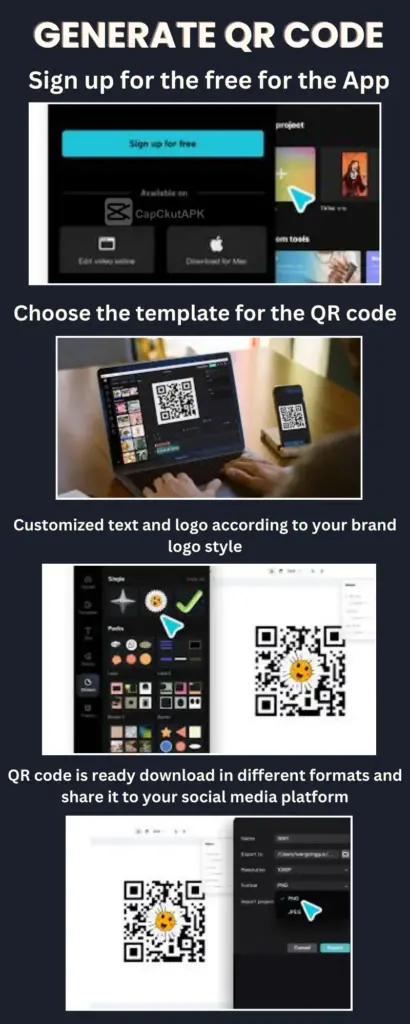 GENERATE QR CODE
Sign up for the free for the App
Sign up for free
project
Available on
CapCkutAPK
om tools
Edit video online
Download for Mac
Choose the template for the QR code
Customized text and logo according to your brand
logo style
Single
Packs
QR code is ready download in different formats and
share it to your social media platform
Name
Export to
Resolution
1080P
Format
PNG
PNG
Import project
JPEG
Cancel
Export